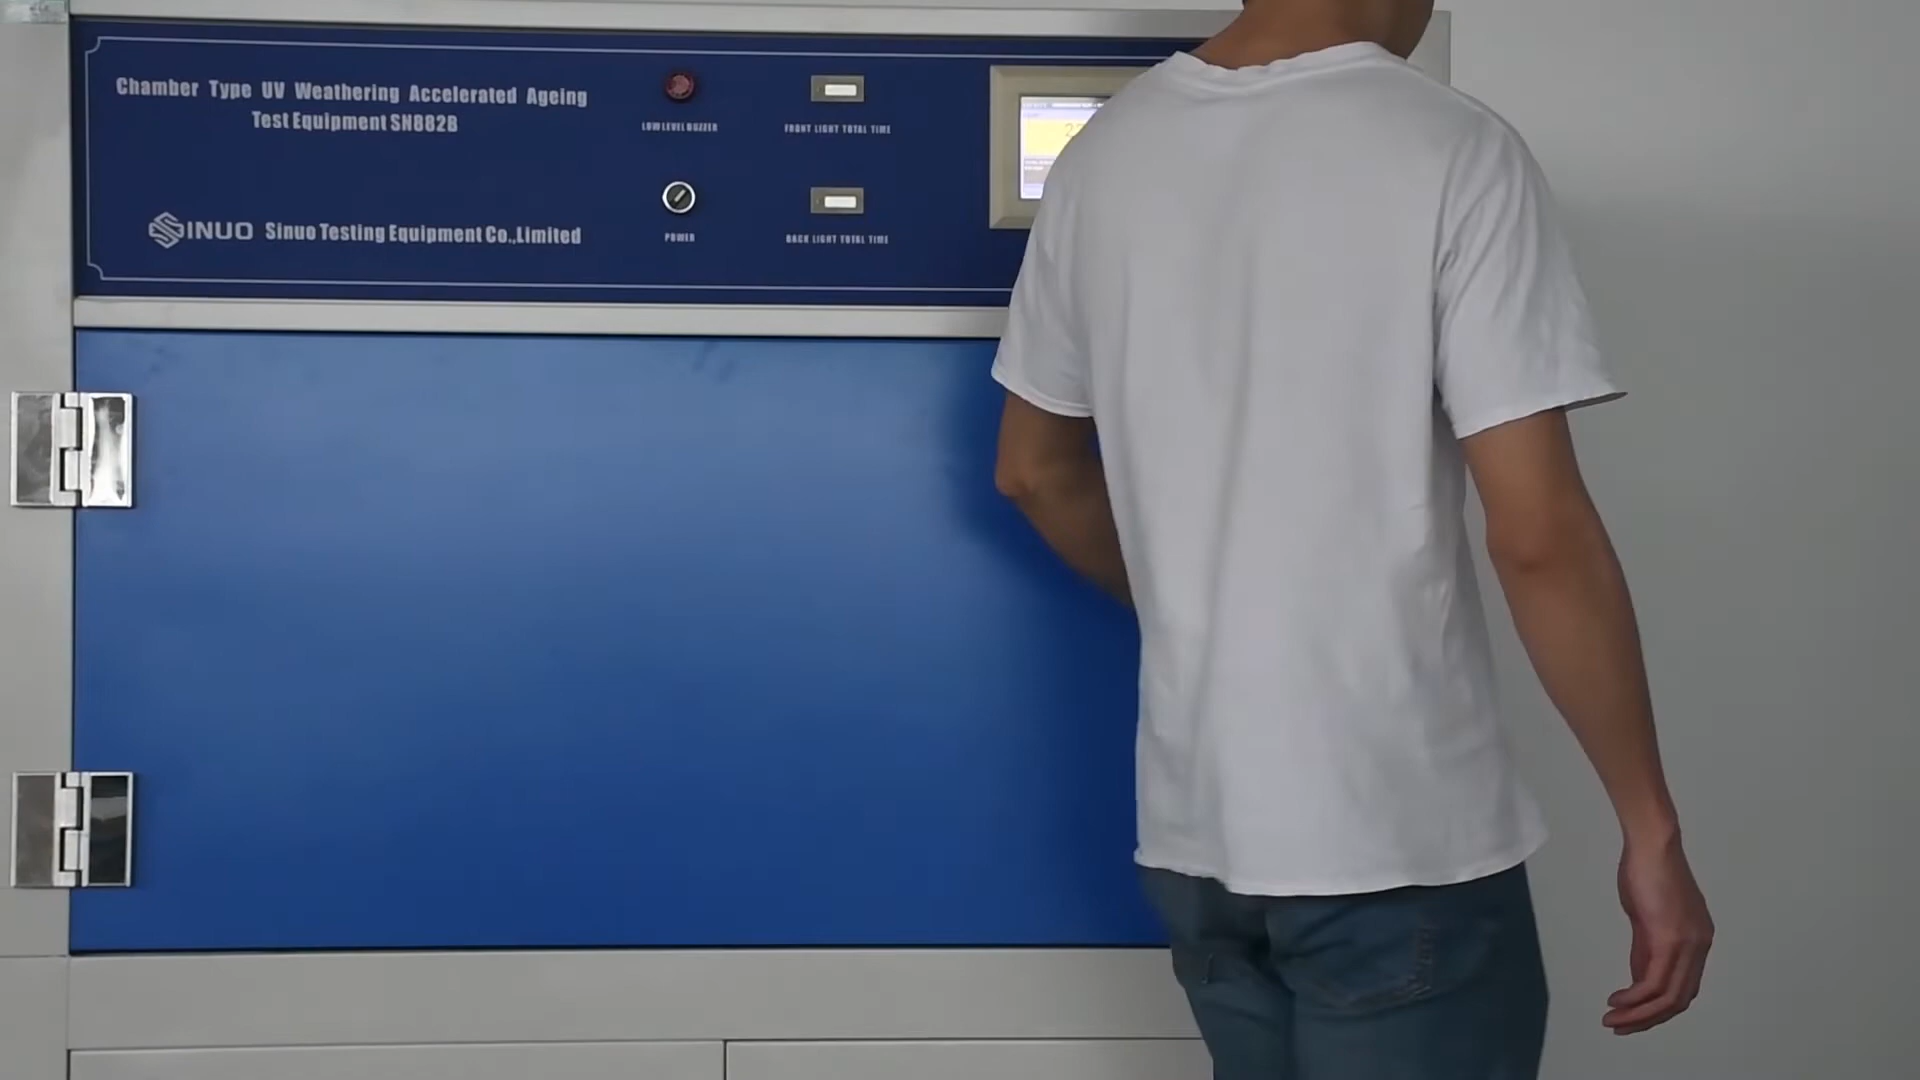 Chamber Type UV Weathering Accelerated Ageing
Test Equipment SN882B
SINUO Sinuo Testing Equipment Co.,Limited
LOW LEVEL BUZZER
POWER
FRONT LIGHT TOTAL TIME
BACK LIGHT TOTAL TIME